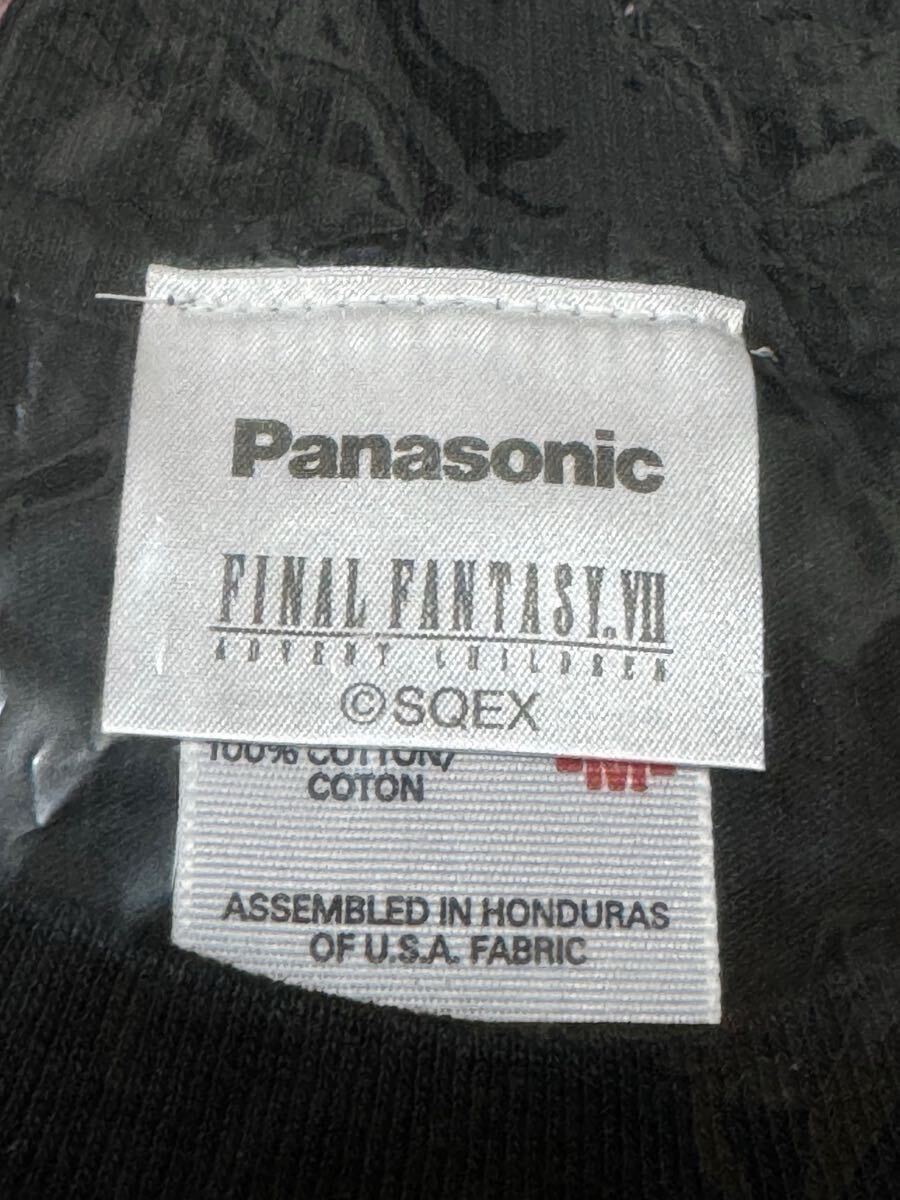 Panasonic
FINAL FANTASY VII
ADVENT CHILDREN
©SQEX
100% COTTON/
M
COTON
ASSEMBLED IN HONDURAS
OF U.S.A. FABRIC